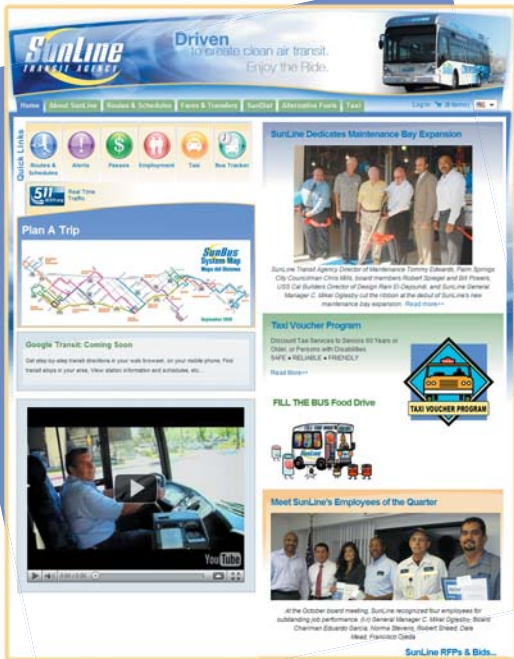 SunLine
TRANSIT AGENCY
Driven
to create clean air transit.
Enjoy the Ride.
Home
About SunLine
Routes & Schedules
Fares & Transfers
SunDial
Alternative Fuels
Taxi
Log In
Quick Links
Routes &
Schedules
Alerts
Passes
Employment
Taxi
Bus Tracker
511
Real Time
Traffic
Plan A Trip
SunBus
System Map
Mapa del Sistema
Google Transit: Coming Soon
Get step-by-step transit directions in your web browser, on your mobile phone, Find
transit stops in your area, View station information and schedules, etc...
YouTube
SunLine Dedicates Maintenance Bay Expansion
SunLine Transit Agency Director of Maintenance Tommy Edwards, Palm Springs
City Councilman Chris Mills, board members Robert Spiegel and Bill Powers,
USS Cal Builders Director of Design Rami El-Depoundi, and SunLine General
Manager C. Mikel Oglesby cut the ribbon at the debut of SunLine's new
maintenance bay expansion. Read more>>
Taxi Voucher Program
Discount Taxi Services to Seniors 60 Years or
Older, or Persons with Disabilities
SAFE • RELIABLE • FRIENDLY
Read More>>
TAXI VOUCHER PROGRAM
FILL THE BUS Food Drive
Meet SunLine's Employees of the Quarter
At the October board meeting, SunLine recognized four employees for
outstanding job performance. (l-r) General Manager C. Mikel Oglesby, Board
Chairman Eduardo Garcia, Norma Stevens, Robert Sneed, Dale
Mead, Francisco Ojeda
SunLine RFPs & Bids...